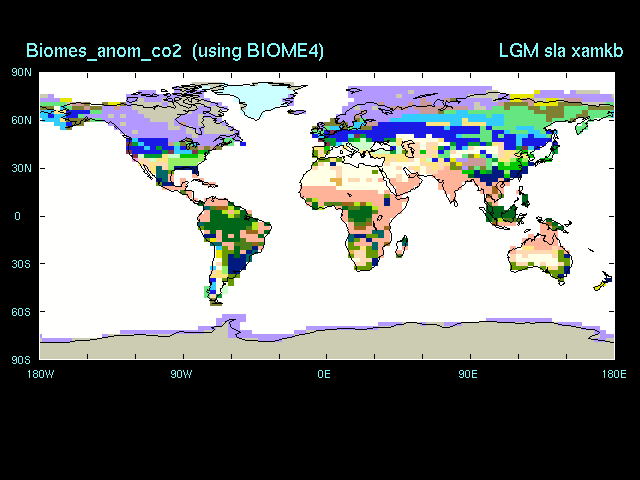 Biomes_anom_co2 (using BIOME4) LGM sla xamkb
90N
60N
30N
0
30S
60S
90S
180W 90W 0E 90E 180E